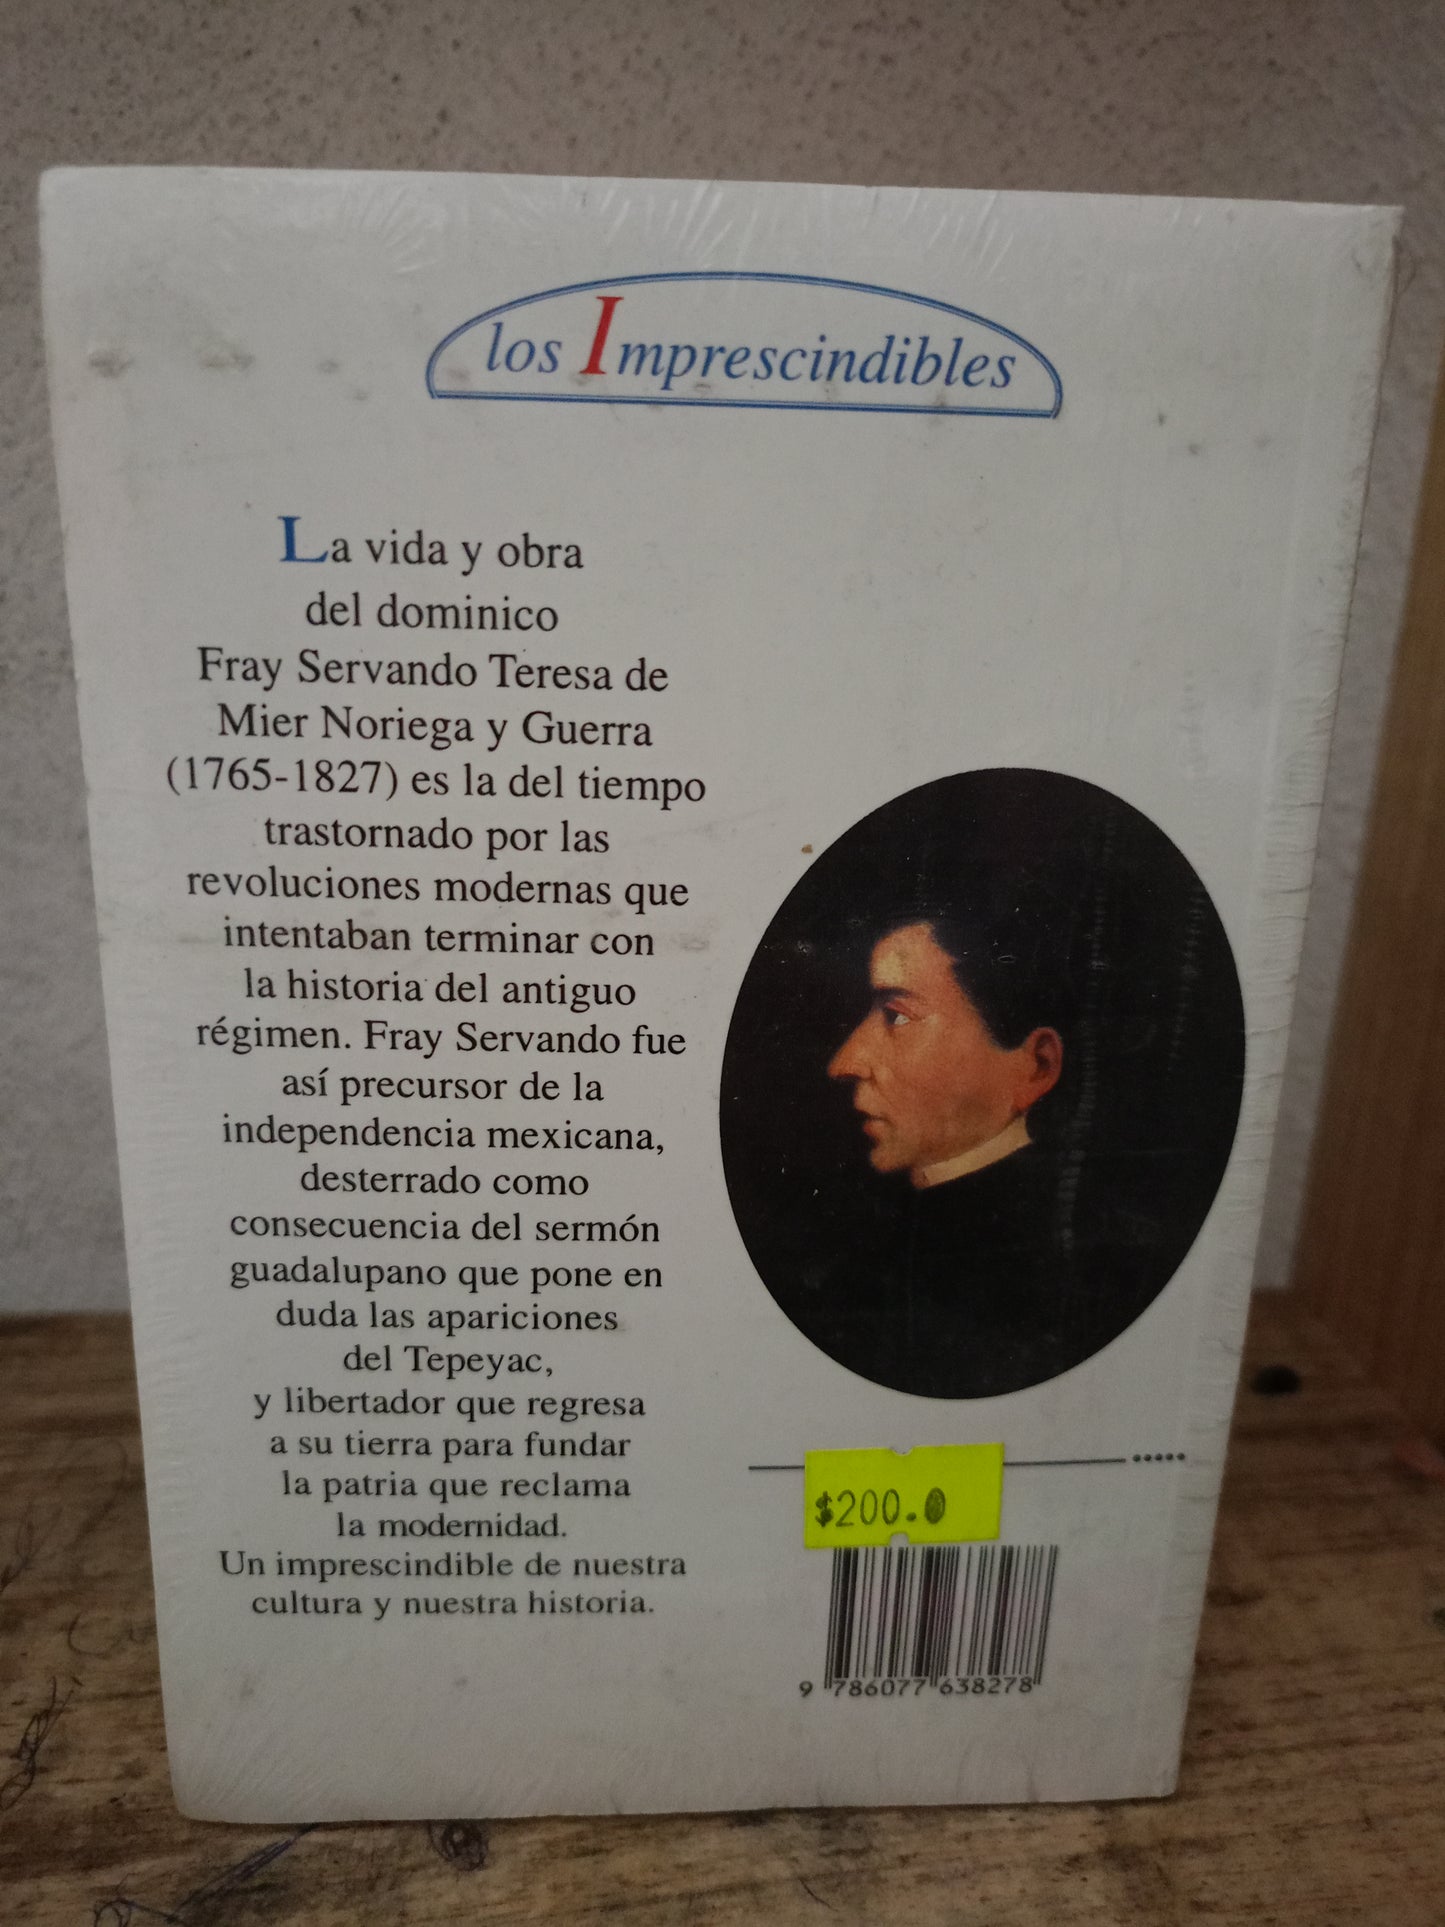 los Imprescindibles
La vida y obra
del dominico
Fray Servando Teresa de
Mier Noriega y Guerra
(1765-1827) es la del tiempo
trastornado por las
revoluciones modernas que
intentaban terminar con
la historia del antiguo
régimen. Fray Servando fue
así precursor de la
independencia mexicana,
desterrado como
consecuencia del sermón
guadalupano que pone en
duda las apariciones
del Tepeyac,
y libertador que regresa
a su tierra para fundar
la patria que reclama
la modernidad.
Un imprescindible de nuestra
cultura y nuestra historia.
$200.0
9 786077 638278